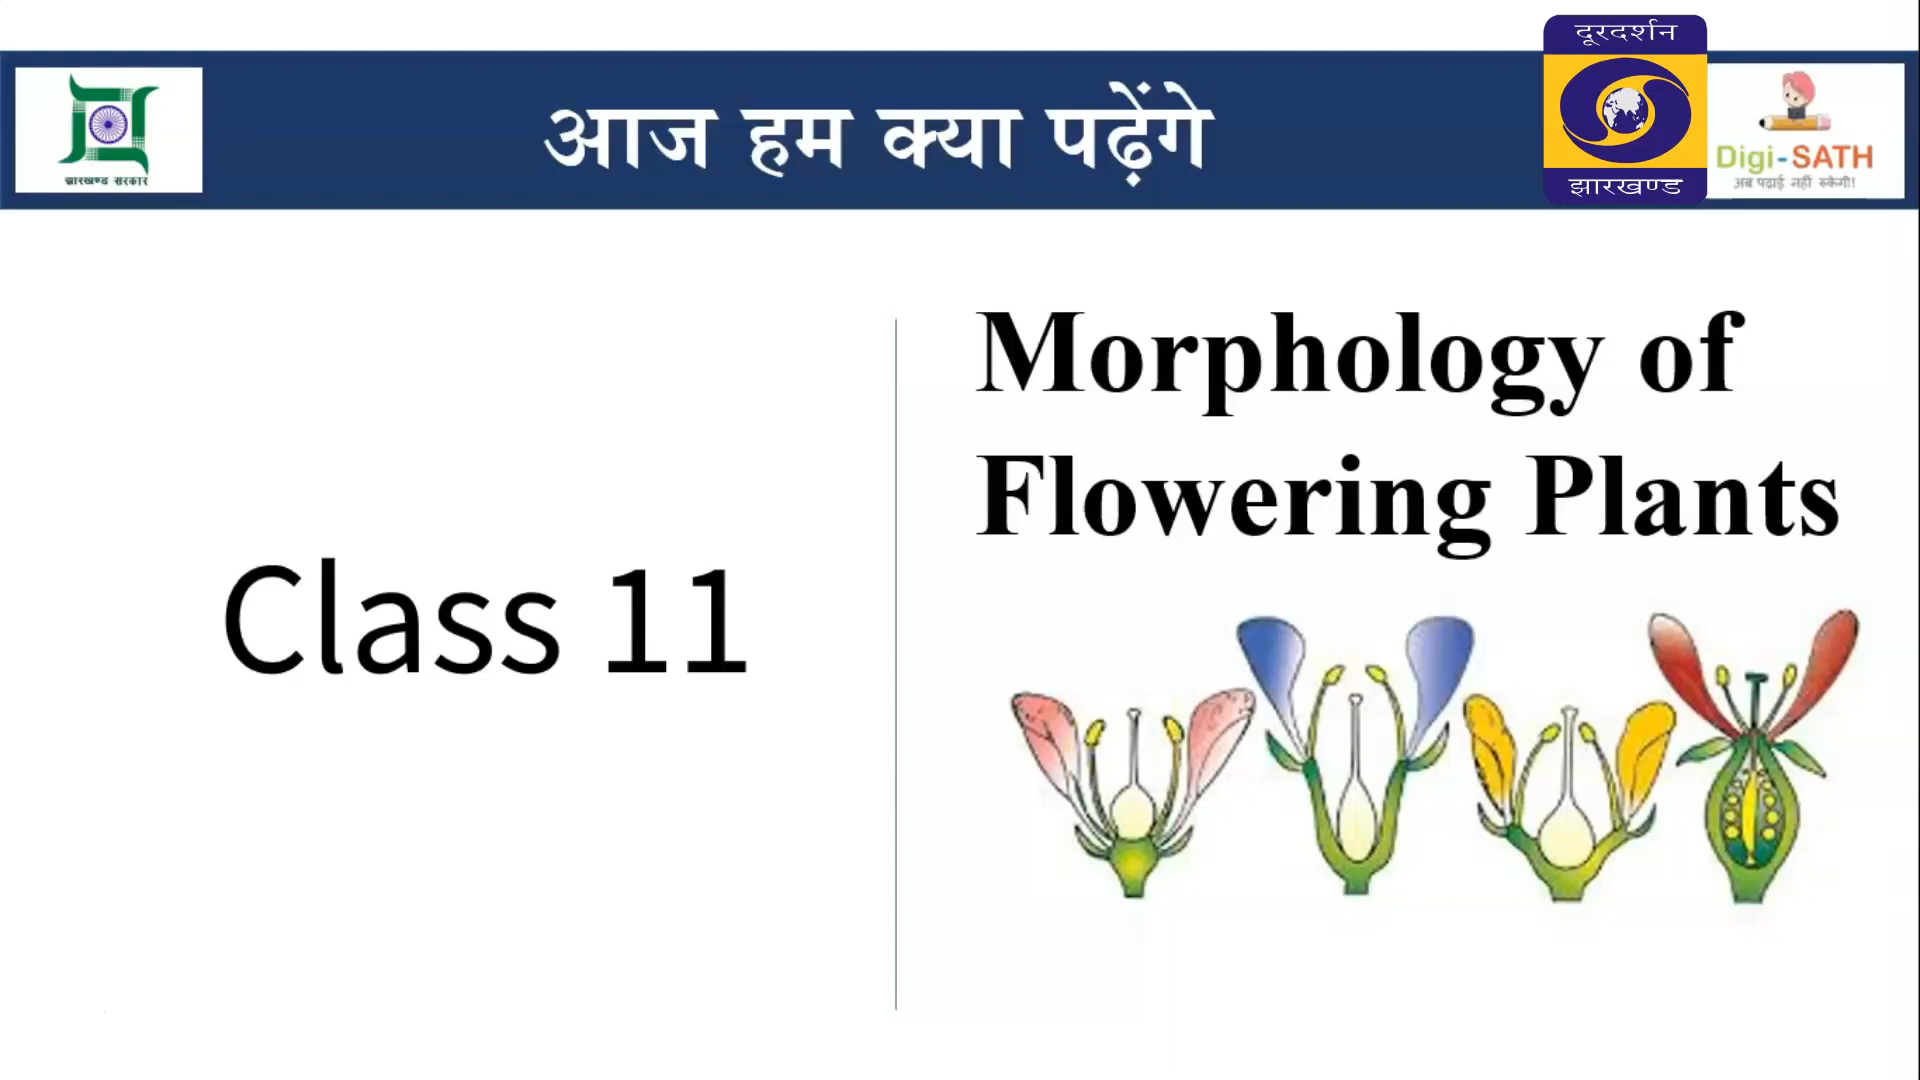 दूरदर्शन
आज हम क्या पढ़ेंगे
झारखण्ड सरकार
झारखण्ड
Digi-SATH
अब पढ़ाई नहीं रुकेगी!
Morphology of
Flowering Plants
Class 11